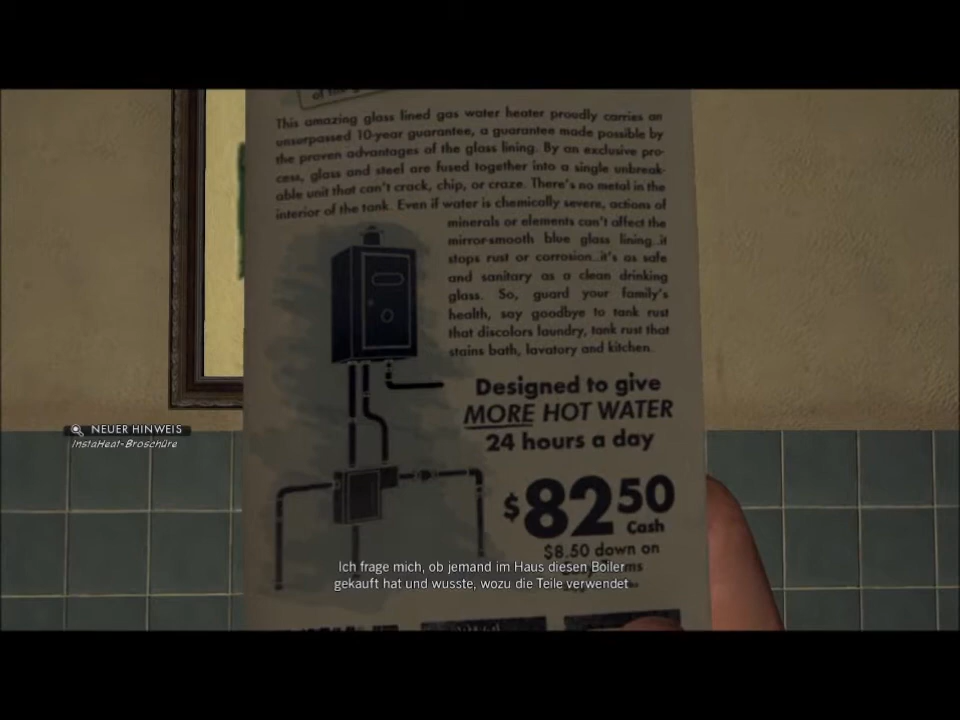 of the
This amazing glass lined gas water heater proudly carries an
unsurpassed 10-year guarantee, a guarantee made possible by
the proven advantages of the glass lining. By an exclusive pro-
cess, glass and steel are fused together into a single unbreak-
able unit that can't crack, chip, or craze. There's no metal in the
interior of the tank. Even if water is chemically severe, actions of
minerals or elements can't affect the
mirror-smooth blue glass lining..it
stops rust or corrosion..it's as safe
and sanitary as a clean drinking
glass. So, guard your family's
health, say goodbye to tank rust
that discolors laundry, tank rust that
stains bath, lavatory and kitchen.
Designed to give
MORE HOT WATER
24 hours a day
$82.50
Cash
$8.50 down on
NEUER HINWEIS
InstaHeat-Broschüre
Ich frage mich, ob jemand im Haus diesen Boiler
gekauft hat und wusste, wozu die Teile verwendet